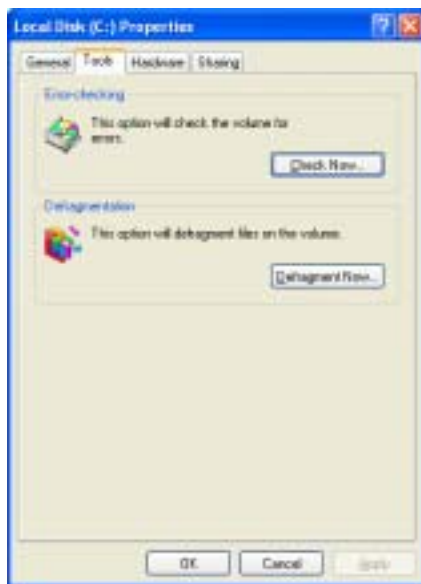 Local Disk (C:) Properties
General Tools Hardware Sharing
Error-checking
This option will check the volume for
errors.
Check Now...
Defragmentation
This option will defragment files on the volume.
Defragment Now...
OK Cancel Apply